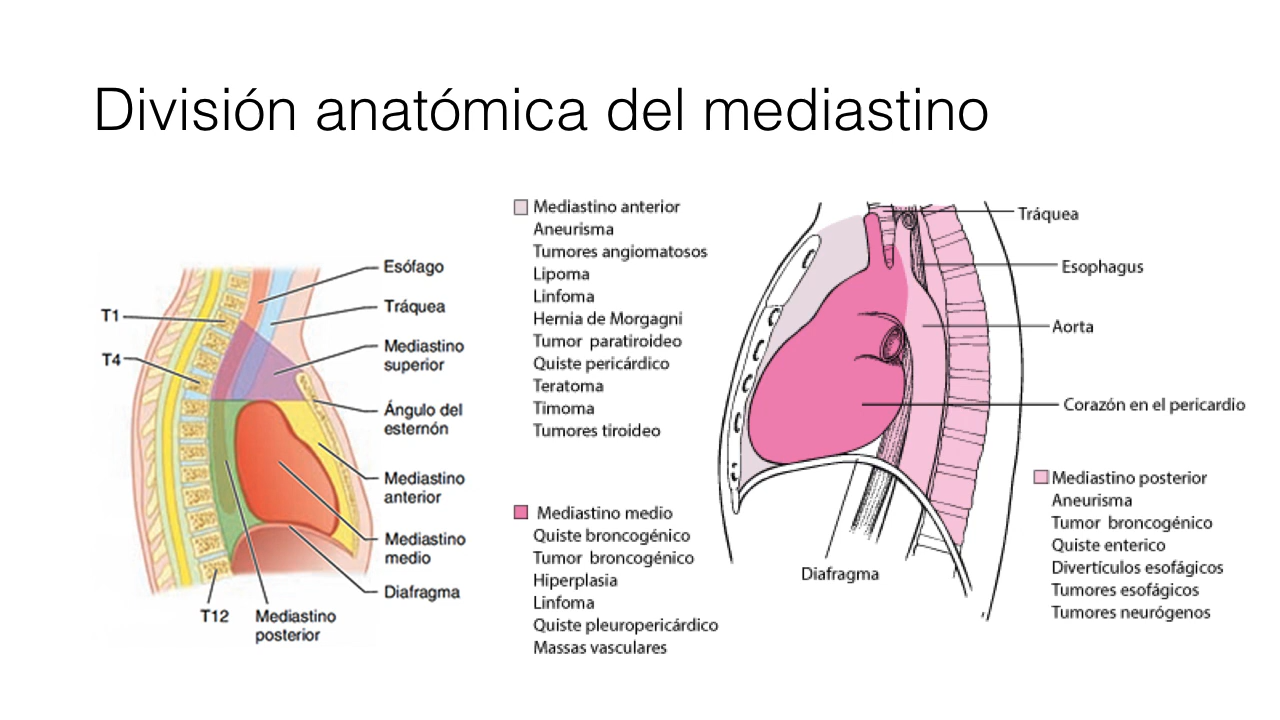 División anatómica del mediastino
Esófago
Tráquea
T1
T4
Mediastino
superior
Ángulo del
esternón
Mediastino
anterior
Mediastino
medio
Diafragma
T12
Mediastino
posterior
Mediastino anterior
Aneurisma
Tumores angiomatosos
Lipoma
Linfoma
Hernia de Morgagni
Tumor paratiroideo
Quiste pericárdico
Teratoma
Timoma
Tumores tiroideo
Mediastino medio
Quiste broncogénico
Tumor broncogénico
Hiperplasia
Linfoma
Quiste pleuropericárdico
Massas vasculares
Tráquea
Esophagus
Aorta
Corazón en el pericardio
Diafragma
Mediastino posterior
Aneurisma
Tumor broncogénico
Quiste enterico
Divertículos esofágicos
Tumores esofágicos
Tumores neurógenos